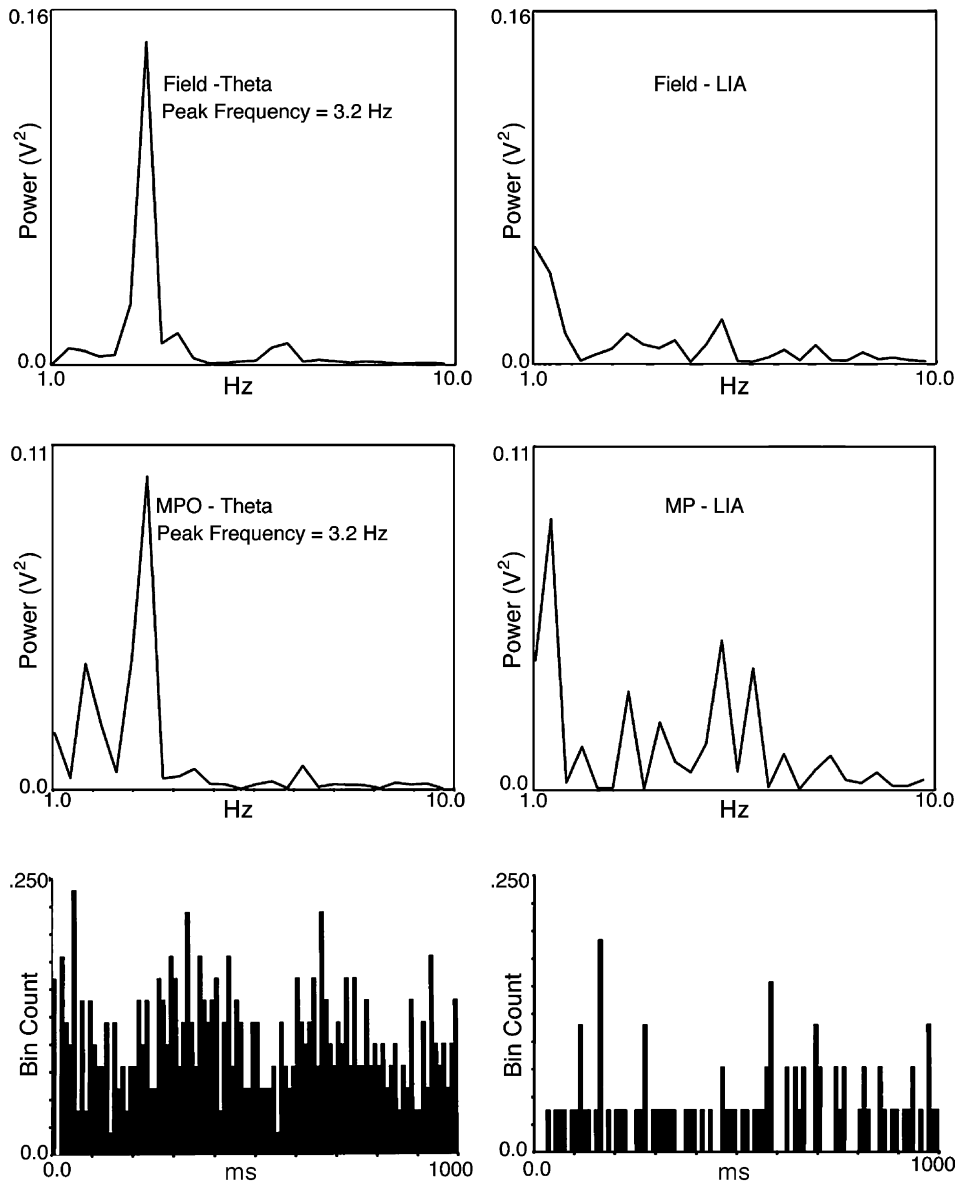 0.16
Field -Theta
Peak Frequency = 3.2 Hz
Power (V²)
0.0
1.0
Hz
10.0
0.16
Field - LIA
Power (V²)
0.0
1.0
Hz
10.0
0.11
MPO - Theta
Peak Frequency = 3.2 Hz
Power (V²)
0.0
1.0
Hz
10.0
0.11
MP - LIA
Power (V²)
0.0
1.0
Hz
10.0
.250
Bin Count
0.0
0.0
ms
1000
.250
Bin Count
0.0
0.0
ms
1000